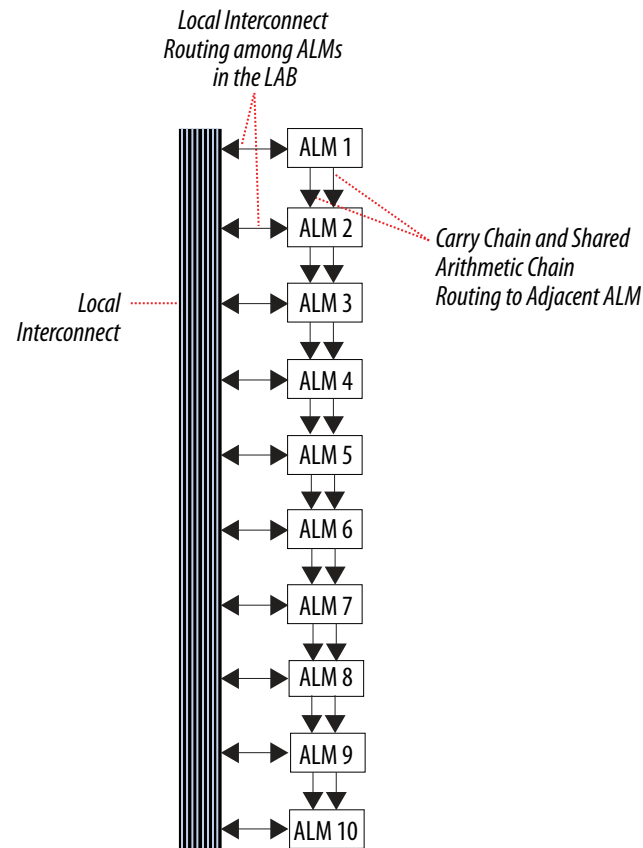 Local Interconnect
Routing among ALMs
in the LAB
ALM 1
ALM 2
Carry Chain and Shared
Arithmetic Chain
Routing to Adjacent ALM
Local
Interconnect
ALM 3
ALM 4
ALM 5
ALM 6
ALM 7
ALM 8
ALM 9
ALM 10